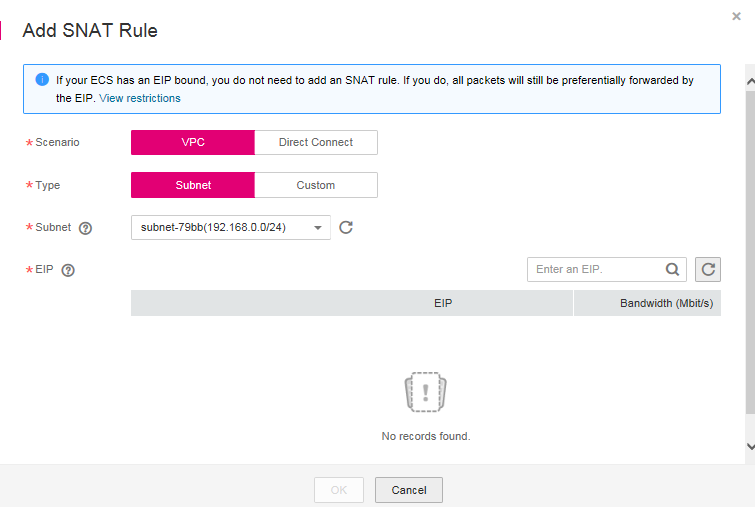 Add SNAT Rule
If your ECS has an EIP bound, you do not need to add an SNAT rule. If you do, all packets will still be preferentially forwarded by
the EIP. View restrictions
* Scenario VPC Direct Connect
* Type Subnet Custom
* Subnet ? subnet-79bb(192.168.0.0/24)
* EIP ? Enter an EIP.
EIP Bandwidth (Mbit/s)
No records found.
OK Cancel